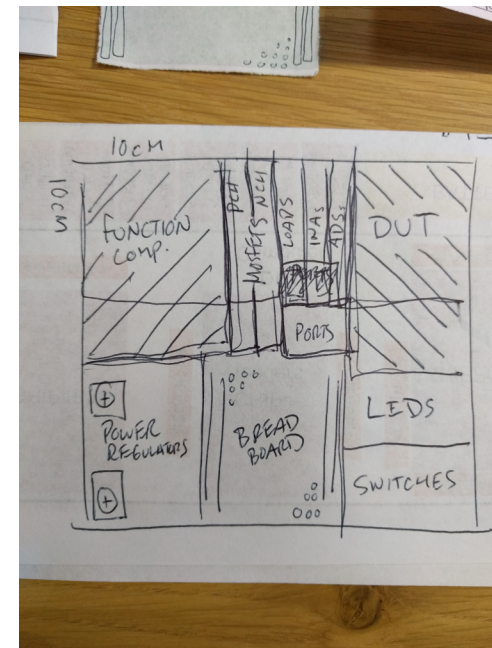 10cM
10cM
FUNCTION
COMP.
PCH
MOSFETS NCH
LOADS
INAs
ADSs
DUT
PORTS
POWER
REGULATORS
BREAD
BOARD
LEDS
SWITCHES